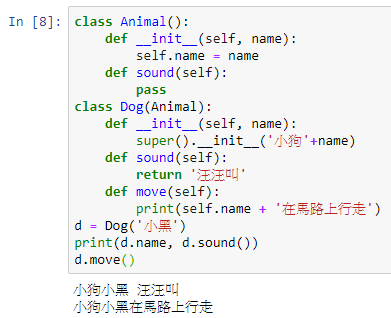 In [8]:
class Animal():
    def __init__(self, name):
        self.name = name
    def sound(self):
        pass
class Dog(Animal):
    def __init__(self, name):
        super().__init__('小狗'+name)
    def sound(self):
        return '汪汪叫'
    def move(self):
        print(self.name + '在馬路上行走')
d = Dog('小黑')
print(d.name, d.sound())
d.move()
小狗小黑 汪汪叫
小狗小黑在馬路上行走